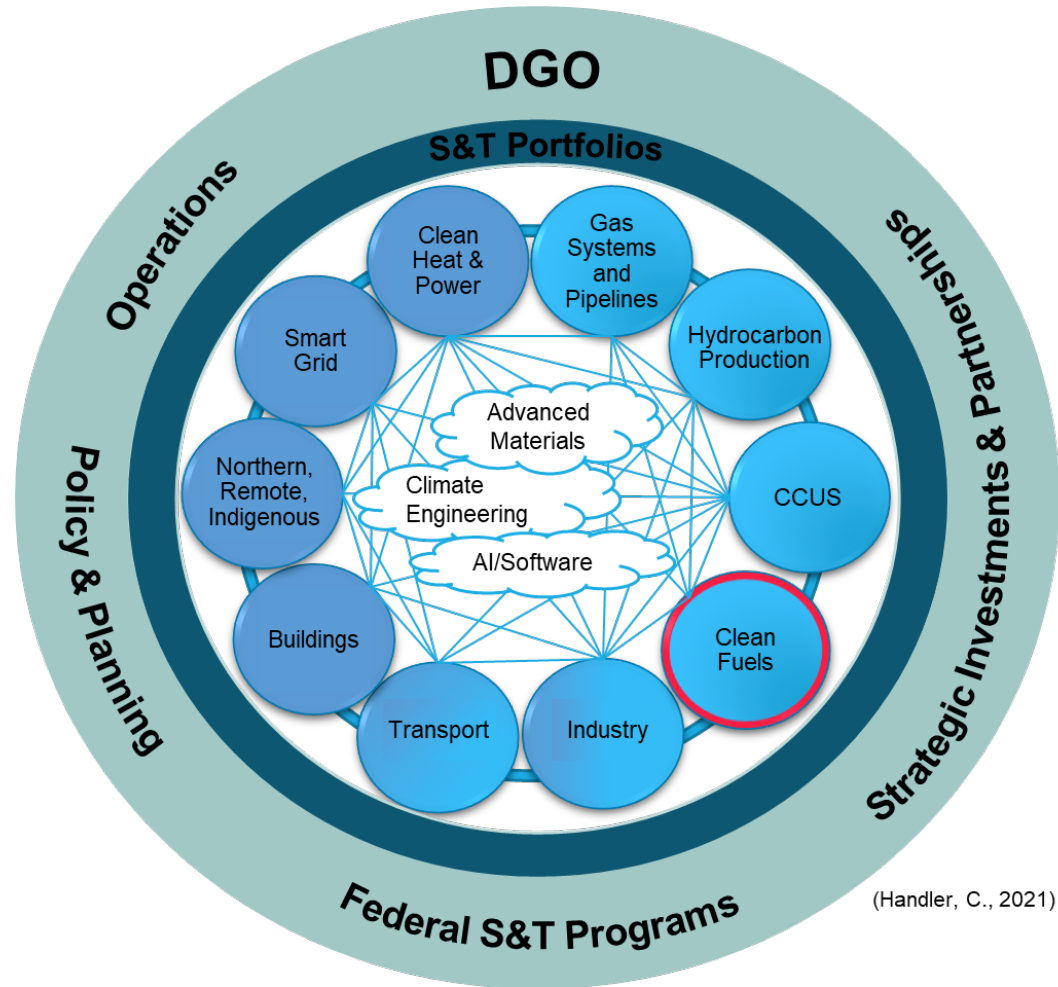 DGO
S&T Portfolios
Operations
Strategic Investments & Partnerships
Policy & Planning
Federal S&T Programs
Clean
Heat &
Power
Gas
Systems
and
Pipelines
Hydrocarbon
Production
CCUS
Clean
Fuels
Industry
Transport
Buildings
Northern,
Remote,
Indigenous
Smart
Grid
Advanced
Materials
Climate
Engineering
AI/Software
(Handler, C., 2021)